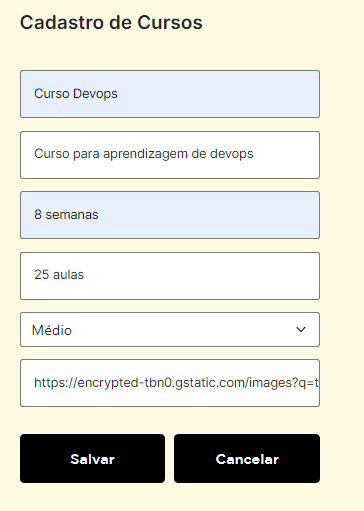 Cadastro de Cursos
Curso Devops
Curso para aprendizagem de devops
8 semanas
25 aulas
Médio
https://encrypted-tbn0.gstatic.com/images?q=t
Salvar
Cancelar